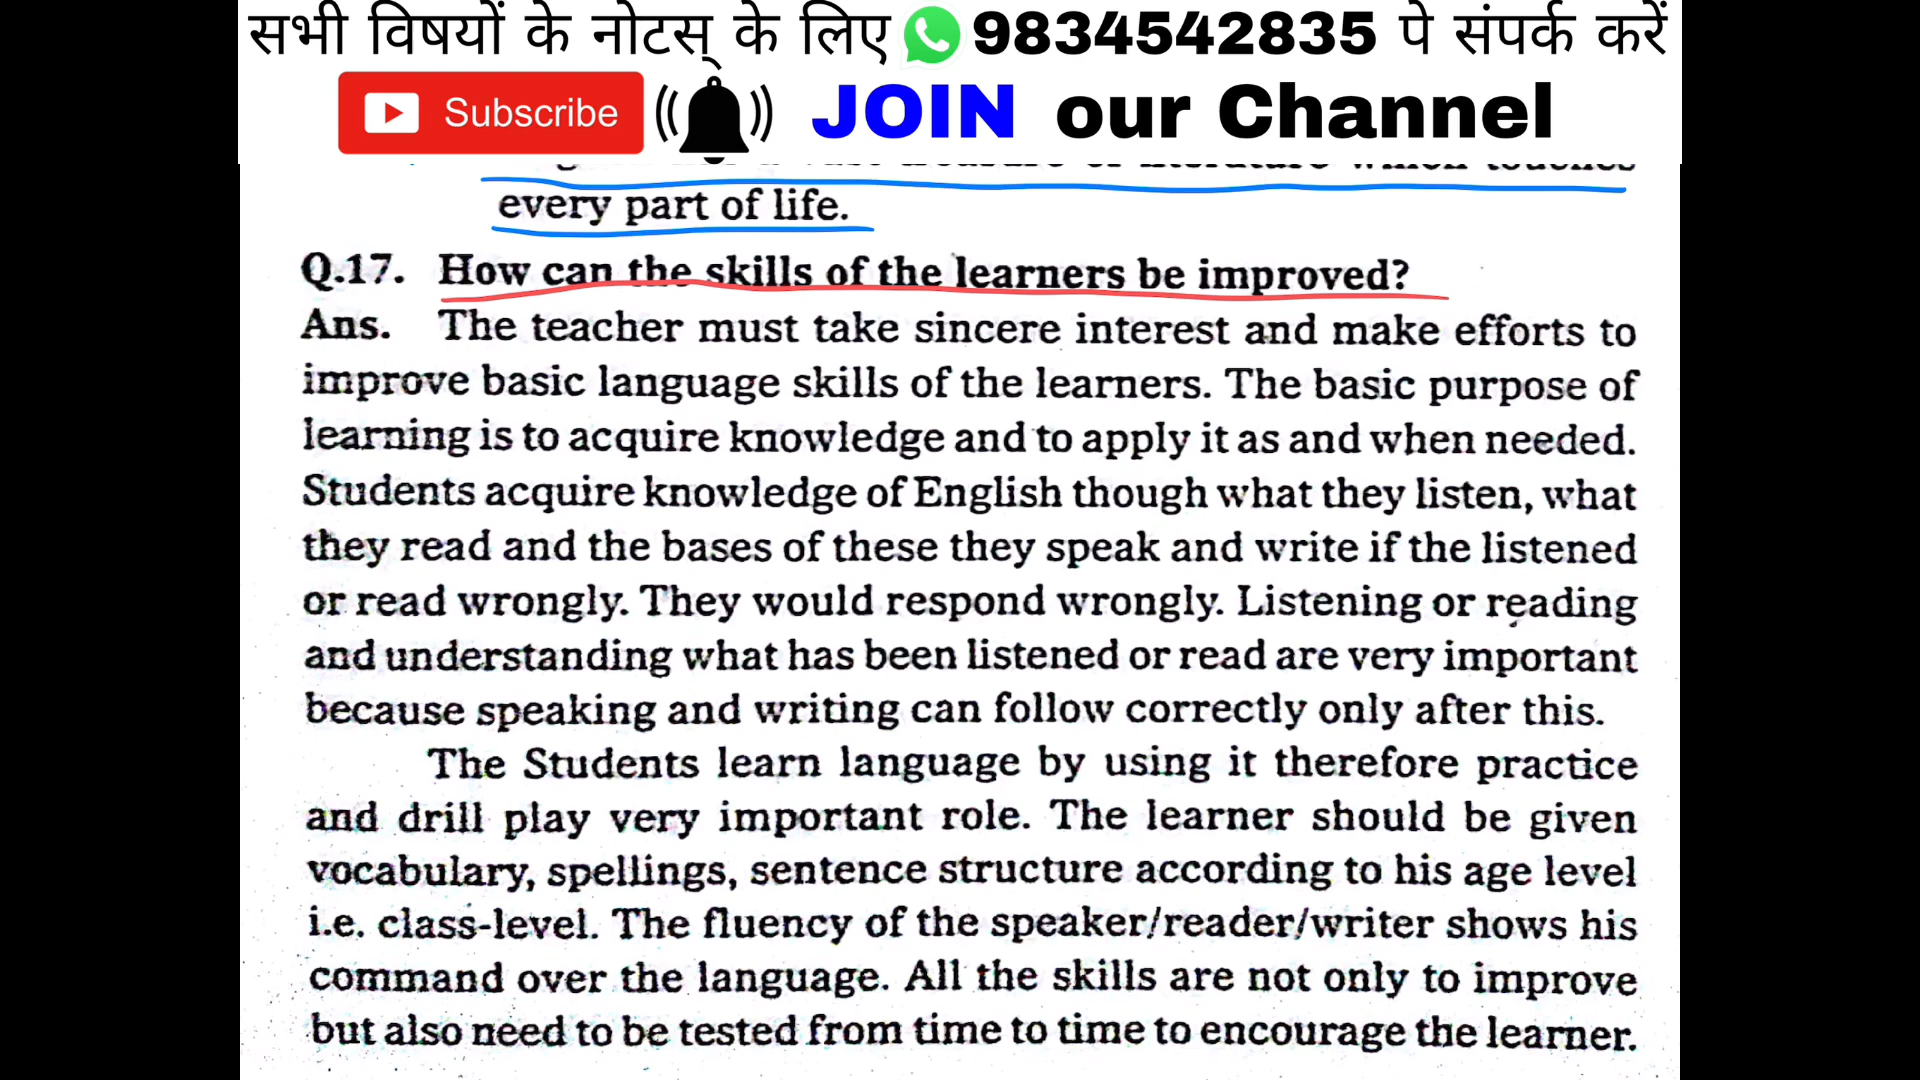 सभी विषयों के नोटस् के लिए 9834542835 पे संपर्क करें
Subscribe JOIN our Channel
treasure of literature which touches
every part of life.
Q.17. How can the skills of the learners be improved?
Ans. The teacher must take sincere interest and make efforts to
improve basic language skills of the learners. The basic purpose of
learning is to acquire knowledge and to apply it as and when needed.
Students acquire knowledge of English though what they listen, what
they read and the bases of these they speak and write if the listened
or read wrongly. They would respond wrongly. Listening or reading
and understanding what has been listened or read are very important
because speaking and writing can follow correctly only after this.
The Students learn language by using it therefore practice
and drill play very important role. The learner should be given
vocabulary, spellings, sentence structure according to his age level
i.e. class-level. The fluency of the speaker/reader/writer shows his
command over the language. All the skills are not only to improve
but also need to be tested from time to time to encourage the learner.